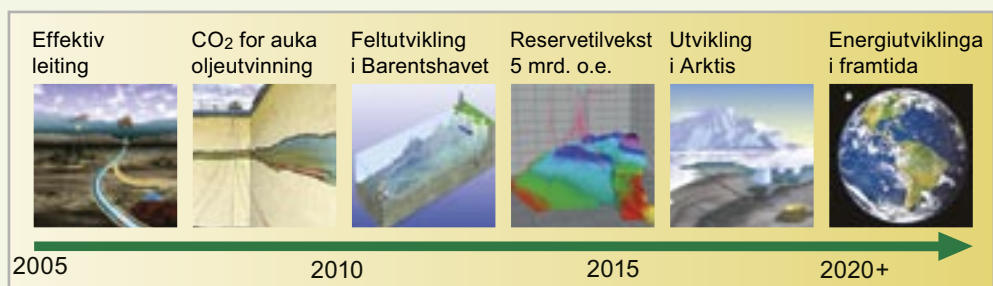 Effektiv
leiting
CO2 for auka
oljeutvinning
Feltutvikling
i Barentshavet
Reservetilvekst
5 mrd. o.e.
Utvikling
i Arktis
Energiutviklinga
i framtida
2005
2010
2015
2020+